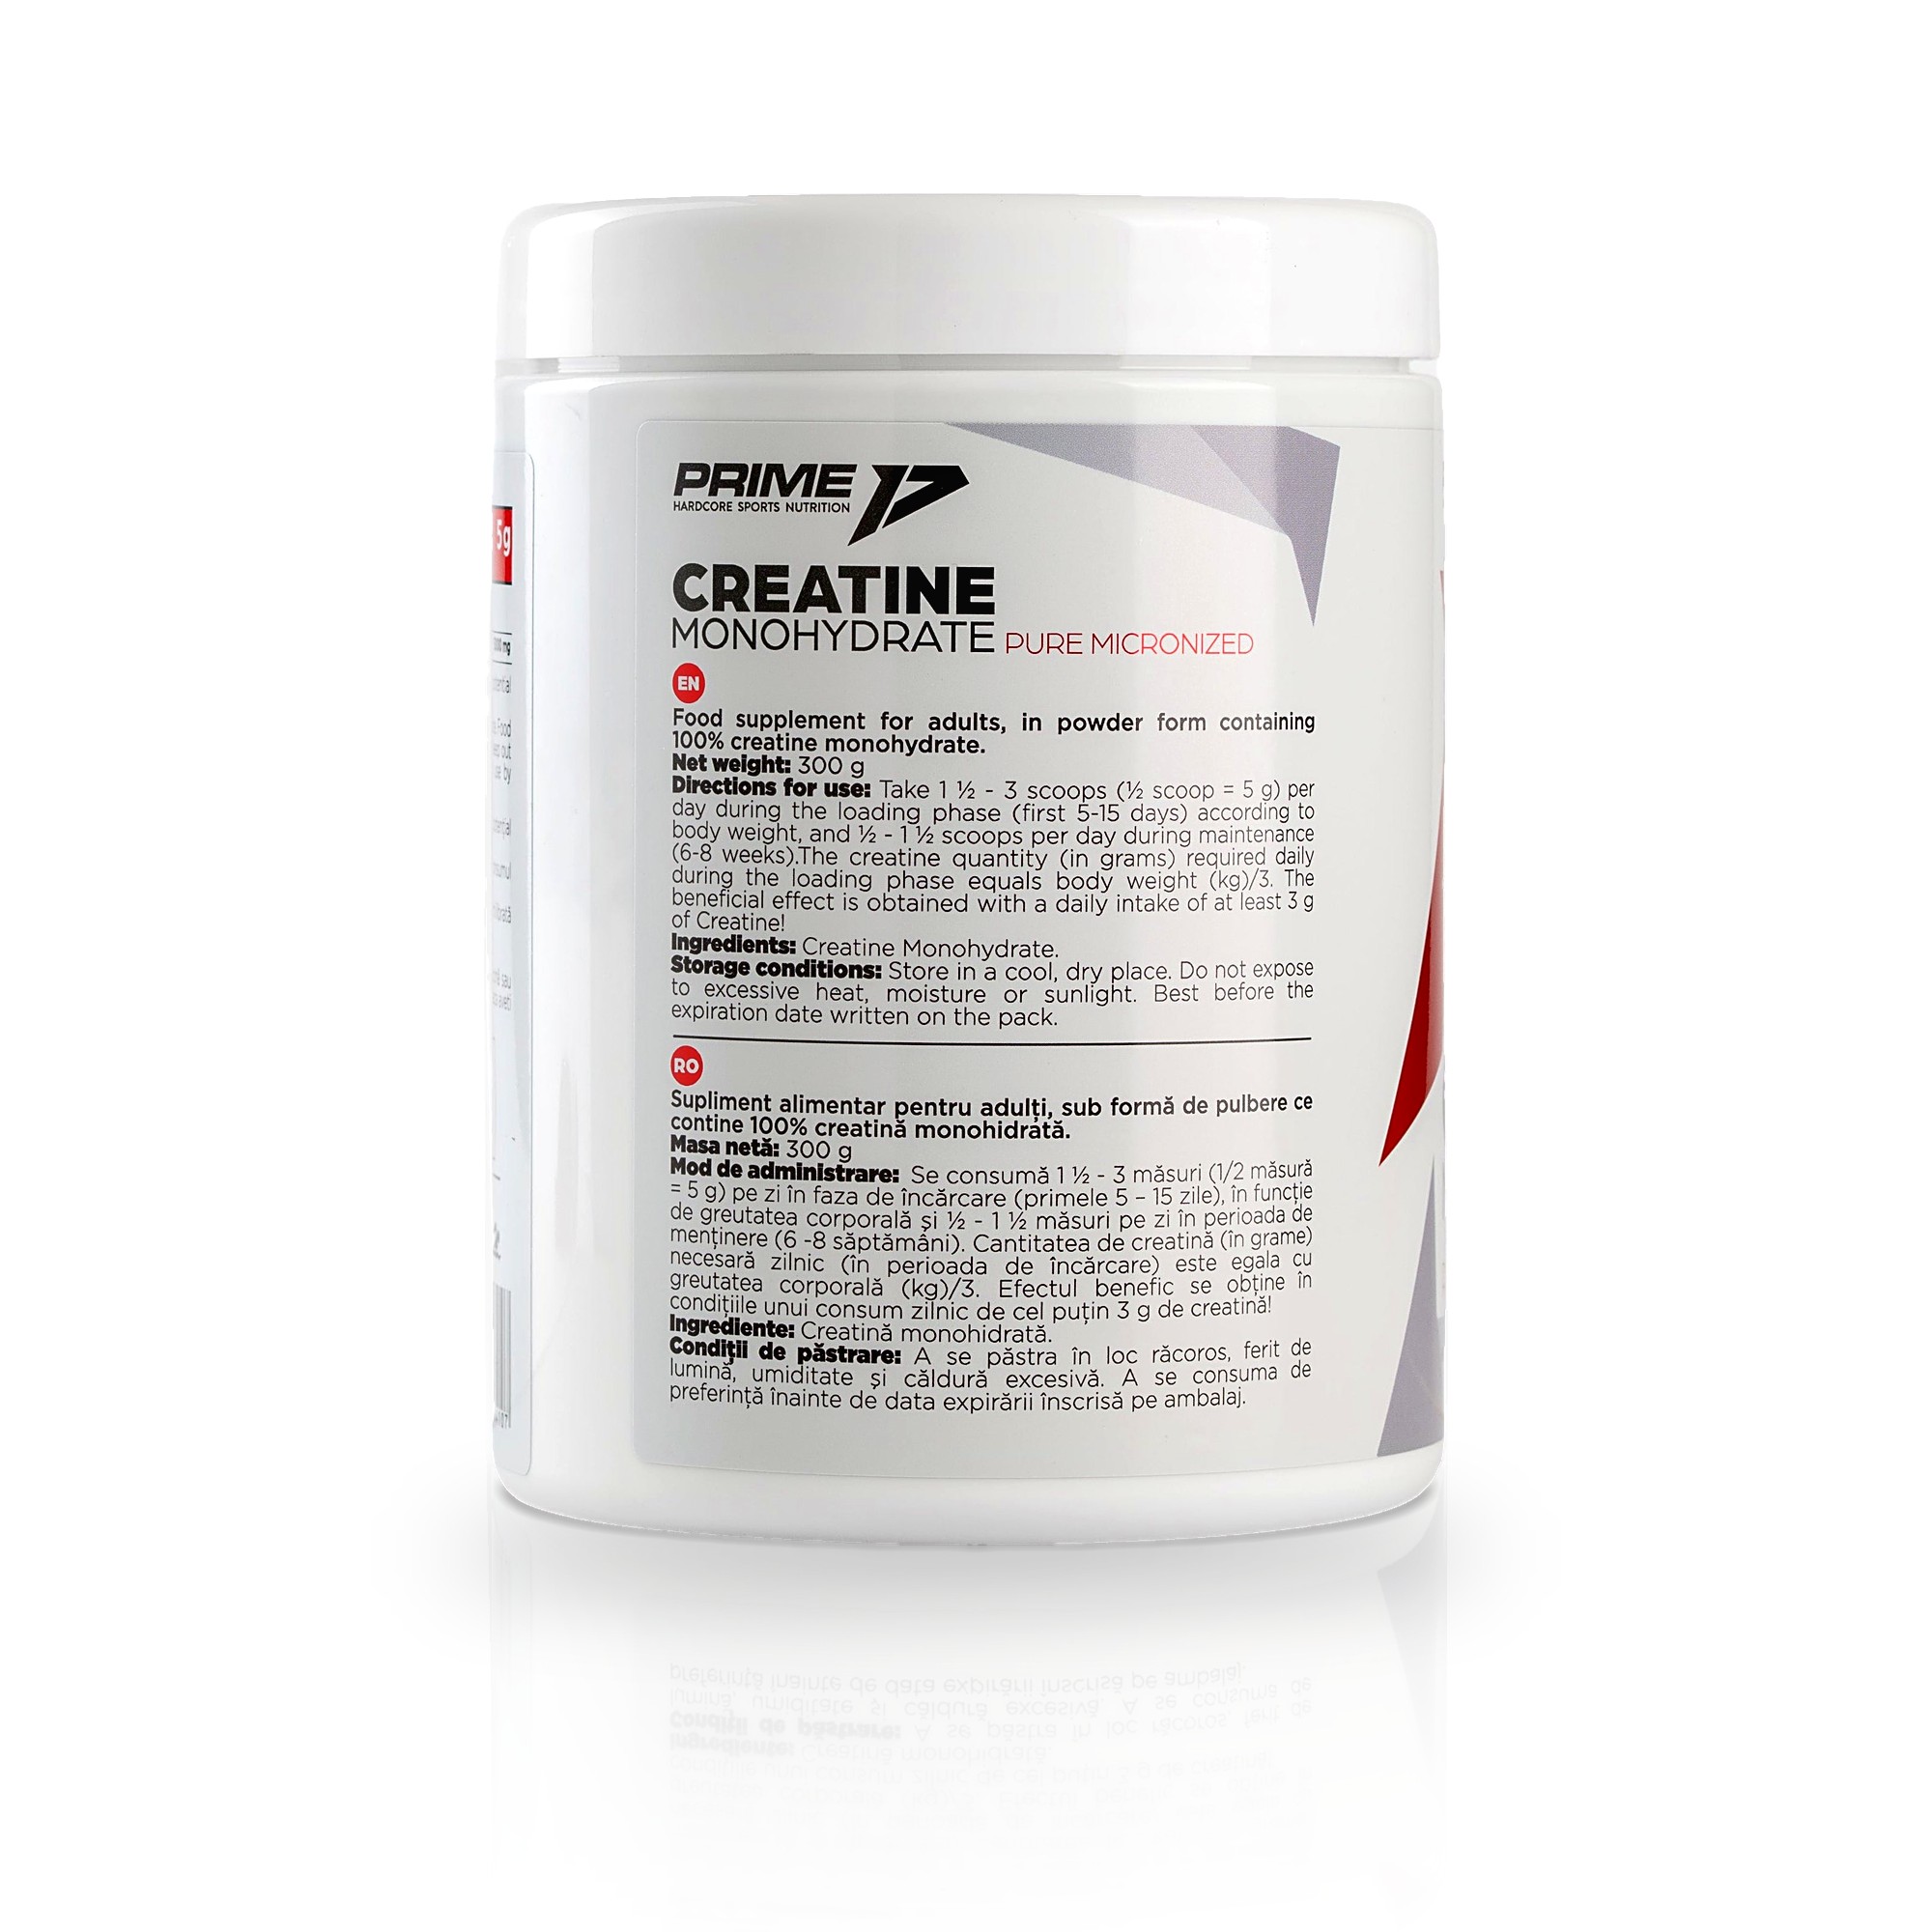 PRIME
HARDCORE SPORTS NUTRITION
CREATINE
MONOHYDRATE PURE MICRONIZED
EN
Food supplement for adults, in powder form containing
100% creatine monohydrate.
Net weight: 300 g
Directions for use: Take 1 ½ - 3 scoops (½ scoop = 5 g) per
day during the loading phase (first 5-15 days) according to
body weight, and ½ - 1 ½ scoops per day during maintenance
(6-8 weeks).The creatine quantity (in grams) required daily
during the loading phase equals body weight (kg)/3. The
beneficial effect is obtained with a daily intake of at least 3 g
of Creatine!
Ingredients: Creatine Monohydrate.
Storage conditions: Store in a cool, dry place. Do not expose
to excessive heat, moisture or sunlight. Best before the
expiration date written on the pack.
RO
Supliment alimentar pentru adulți, sub formă de pulbere ce
contine 100% creatină monohidrată.
Masa netă: 300 g
Mod de administrare: Se consumă 1 ½ - 3 măsuri (1/2 măsură
= 5 g) pe zi în faza de încărcare (primele 5 – 15 zile), în funcție
de greutatea corporală și ½ - 1 ½ măsuri pe zi în perioada de
menținere (6 -8 săptămâni). Cantitatea de creatină (în grame)
necesară zilnic (în perioada de încărcare) este egala cu
greutatea corporală (kg)/3. Efectul benefic se obține în
condițiile unui consum zilnic de cel puțin 3 g de creatină!
Ingrediente: Creatină monohidrată.
Condiții de păstrare: A se păstra în loc răcoros, ferit de
lumină, umiditate și căldură excesivă. A se consuma de
preferință înainte de data expirării înscrisă pe ambalaj.
5g